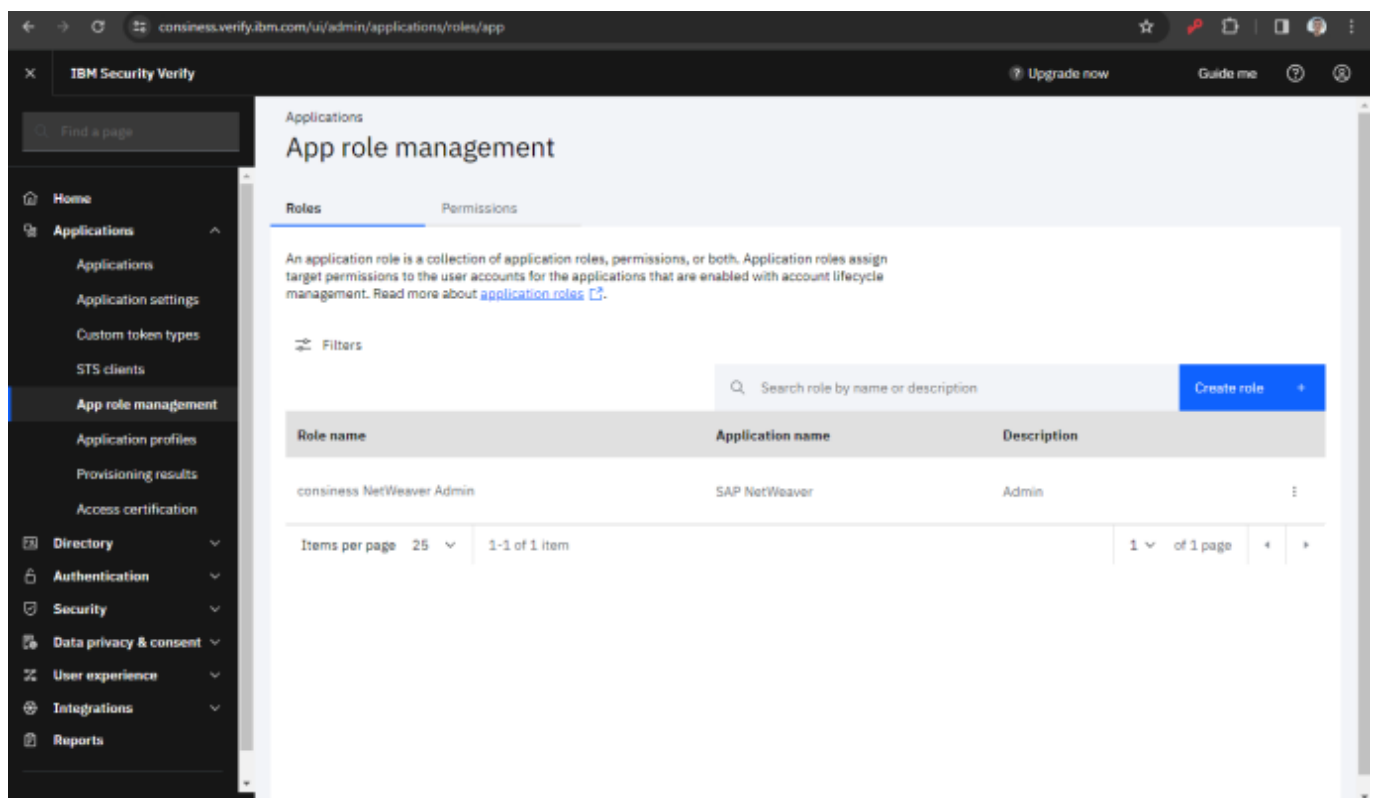 consiness.verify.ibm.com/ui/admin/applications/roles/app
IBM Security Verify
Upgrade now
Guide me
Find a page
Home
Applications
Applications
Application settings
Custom token types
STS clients
App role management
Application profiles
Provisioning results
Access certification
Directory
Authentication
Security
Data privacy & consent
User experience
Integrations
Reports
Applications
App role management
Roles Permissions
An application role is a collection of application roles, permissions, or both. Application roles assign
target permissions to the user accounts for the applications that are enabled with account lifecycle
management. Read more about application roles.
Filters
Search role by name or description
Create role +
Role name Application name Description
consiness NetWeaver Admin SAP NetWeaver Admin
Items per page 25 1-1 of 1 item 1 of 1 page